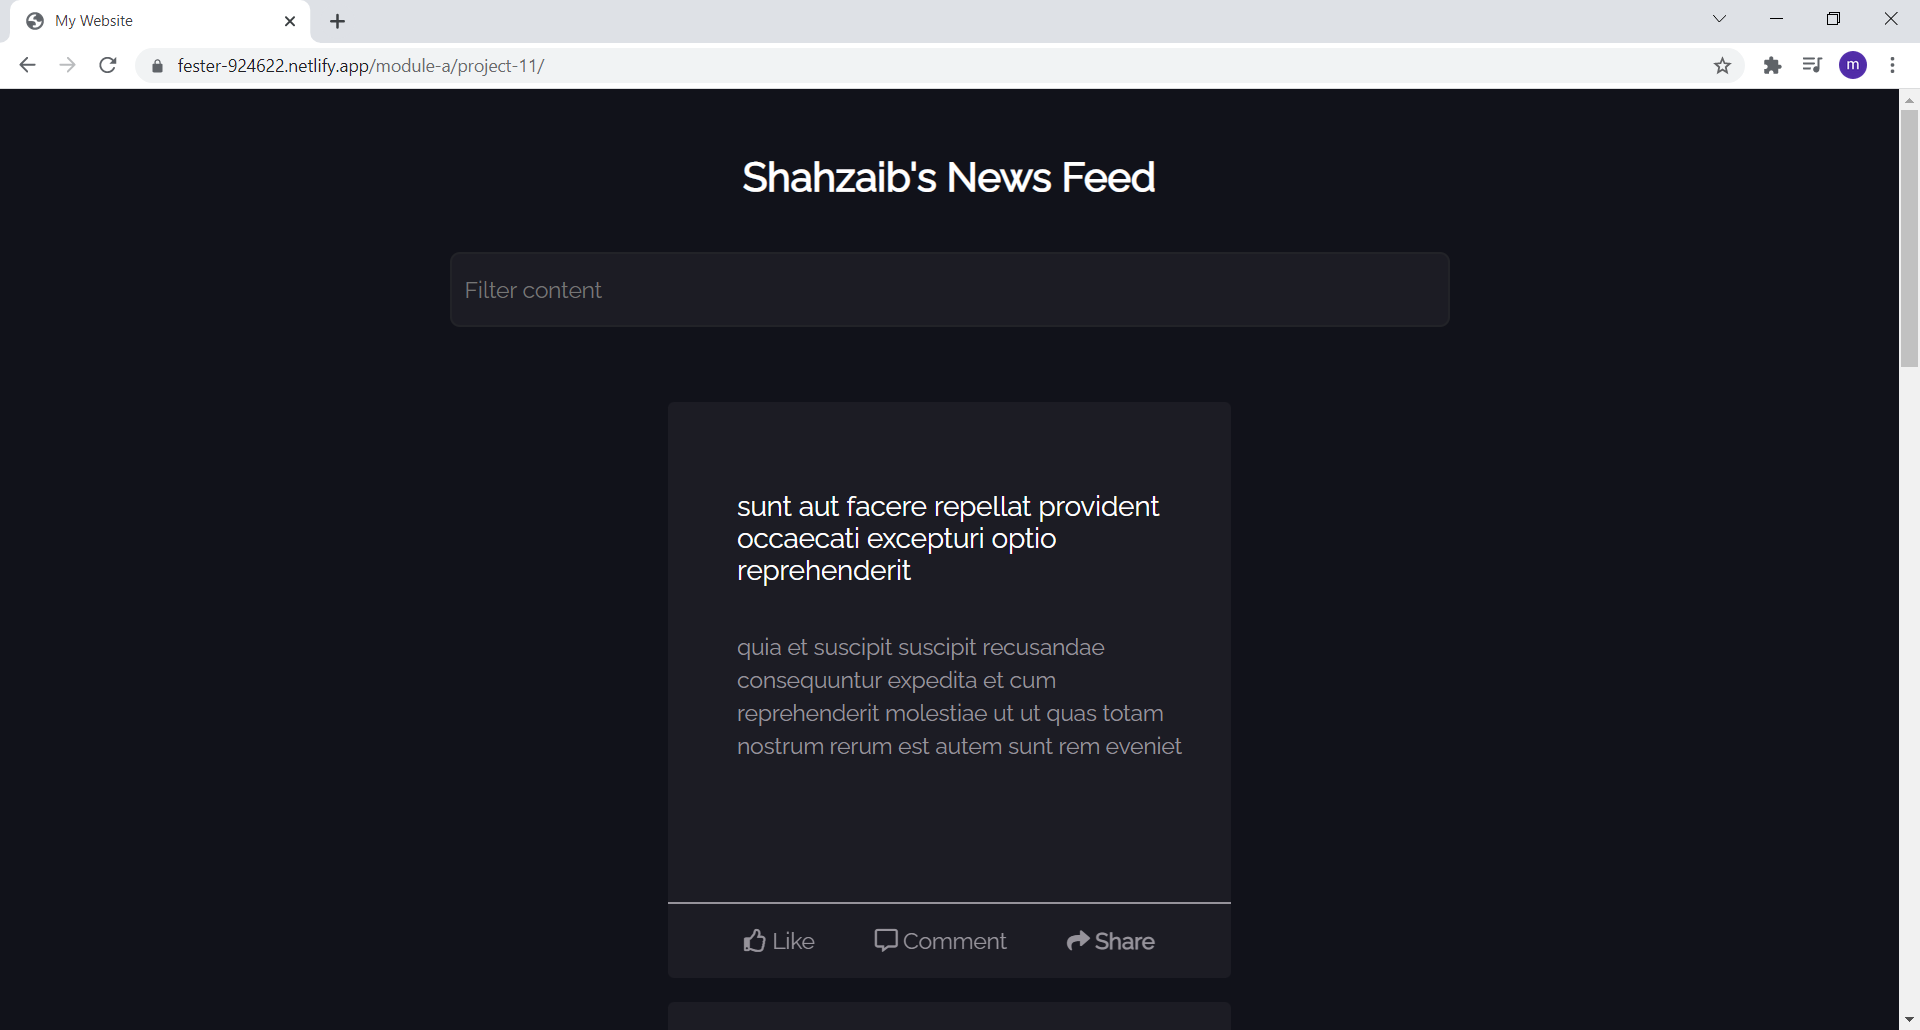 My Website
fester-924622.netlify.app/module-a/project-11/
m
Shahzaib's News Feed
Filter content
sunt aut facere repellat provident
occaecati excepturi optio
reprehenderit
quia et suscipit suscipit recusandae
consequuntur expedita et cum
reprehenderit molestiae ut ut quas totam
nostrum rerum est autem sunt rem eveniet
Like Comment Share